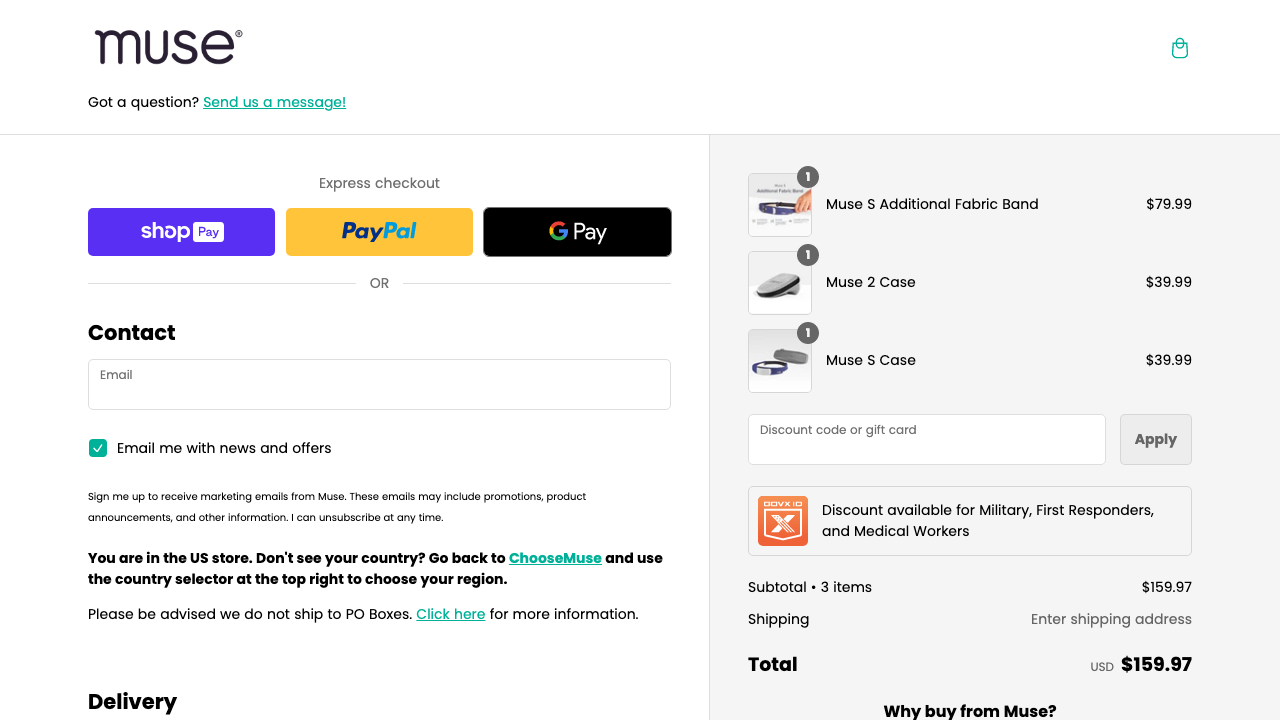 muse®
Got a question? Send us a message!
Express checkout
shop Pay
PayPal
G Pay
OR
Contact
Email
Email me with news and offers
Sign me up to receive marketing emails from Muse. These emails may include promotions, product
announcements, and other information. I can unsubscribe at any time.
You are in the US store. Don't see your country? Go back to ChooseMuse and use
the country selector at the top right to choose your region.
Please be advised we do not ship to PO Boxes. Click here for more information.
Delivery
1
Additional Fabric Band
Muse S Additional Fabric Band
$79.99
1
Muse 2 Case
$39.99
1
Muse S Case
$39.99
Discount code or gift card
Apply
GOVX ID
Discount available for Military, First Responders,
and Medical Workers
Subtotal • 3 items
$159.97
Shipping
Enter shipping address
Total
USD $159.97
Why buy from Muse?